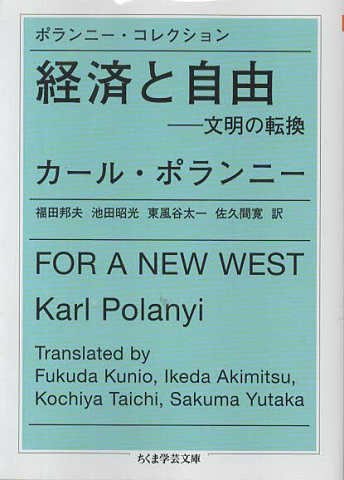 ポランニー・コレクション
経済と自由
──文明の転換
カール・ポランニー
福田邦夫 池田昭光 東風谷太一 佐久間寛 訳
FOR A NEW WEST
Karl Polanyi
Translated by
Fukuda Kunio, Ikeda Akimitsu,
Kochiya Taichi, Sakuma Yutaka
ちくま学芸文庫